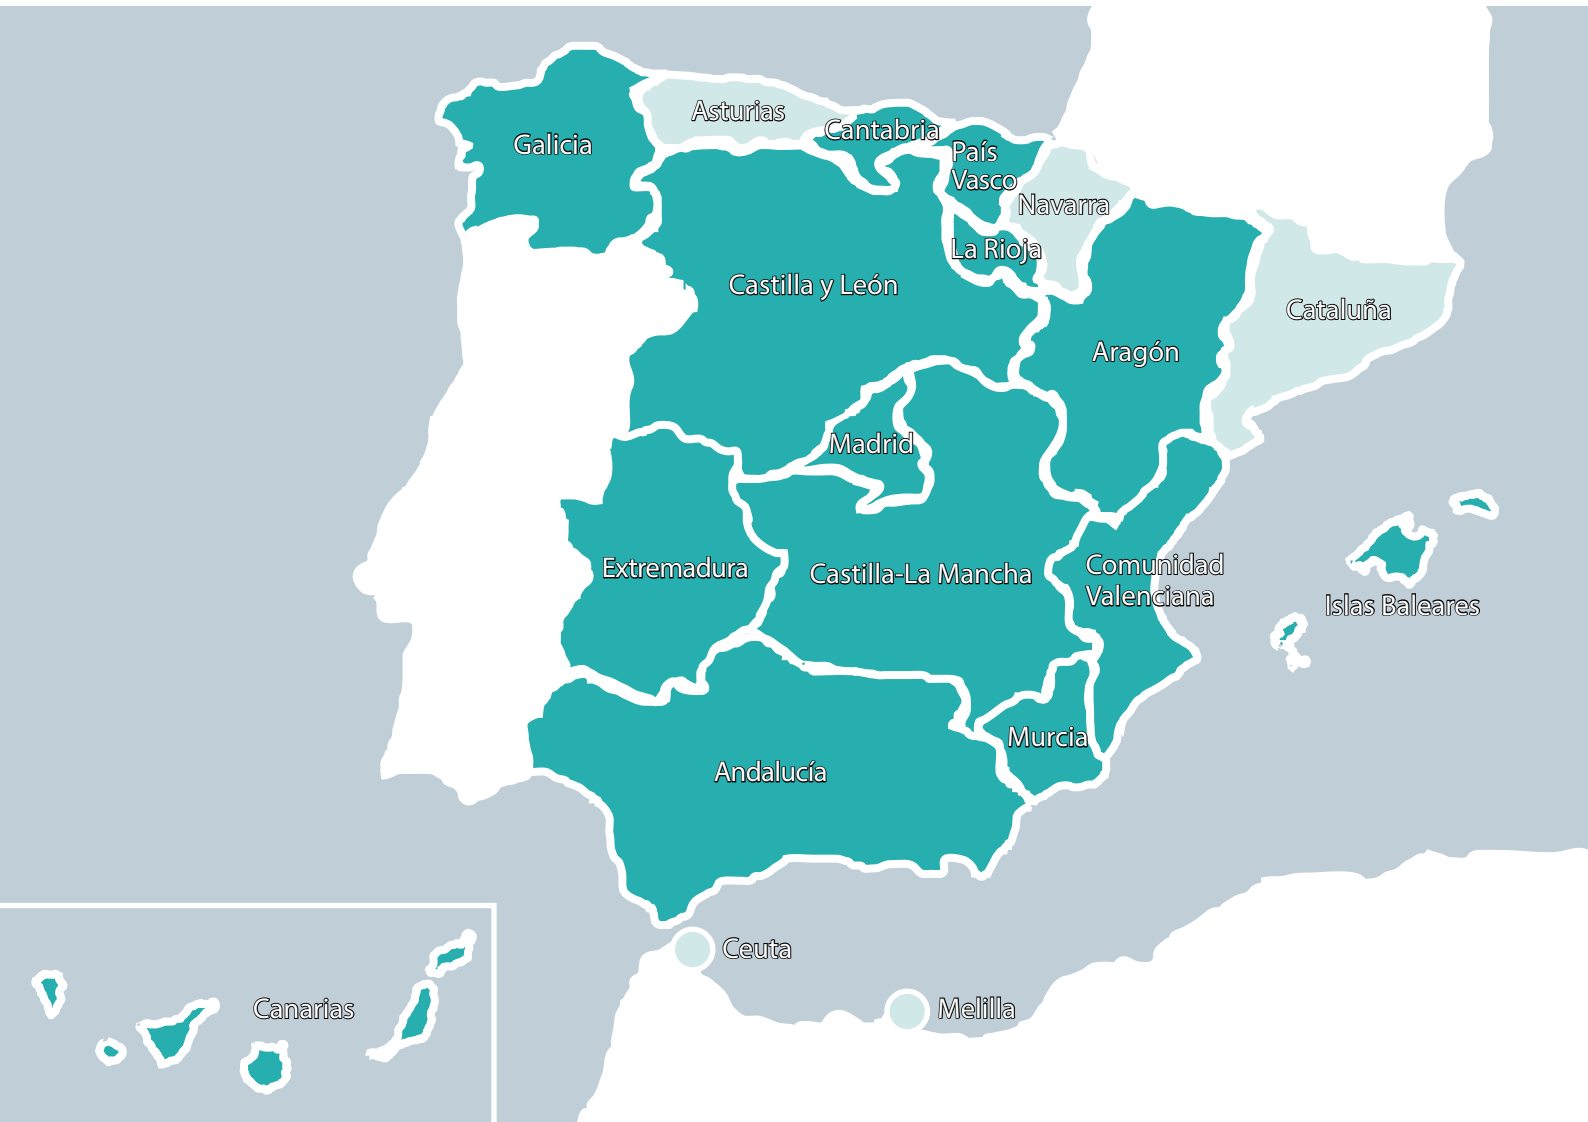 Asturias
Cantabria
Galicia
País
Vasco
Navarra
La Rioja
Castilla y León
Cataluña
Aragón
Madrid
Extremadura
Castilla-La Mancha
Comunidad
Valenciana
Islas Baleares
Murcia
Andalucía
Ceuta
Canarias
Melilla